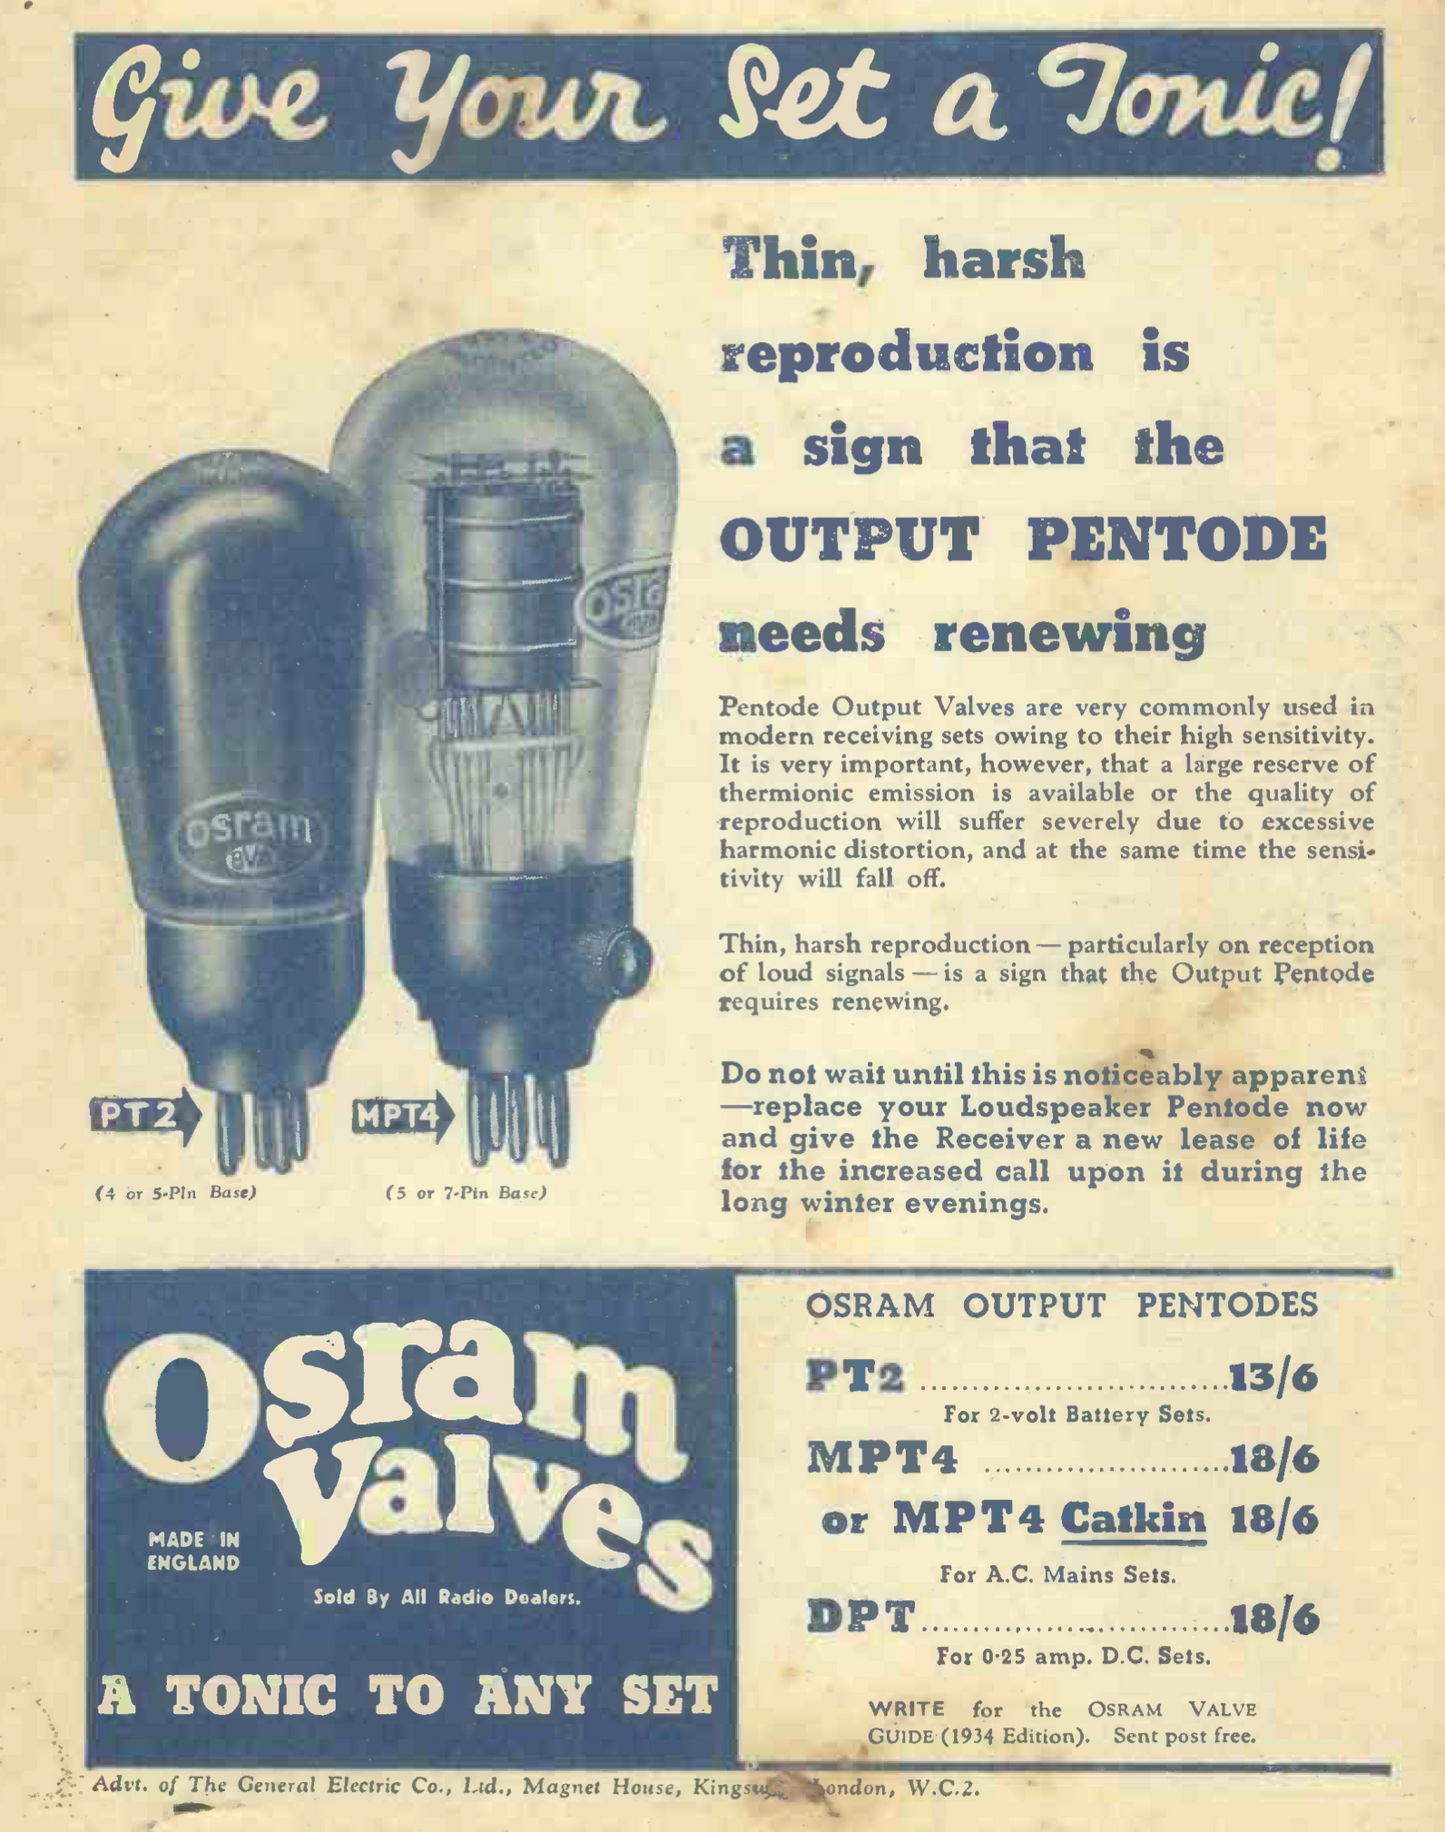 Give Your Set a Tonic!
Thin, harsh
reproduction is
a sign that the
OUTPUT PENTODE
needs renewing
Pentode Output Valves are very commonly used in
modern receiving sets owing to their high sensitivity.
It is very important, however, that a large reserve of
thermionic emission is available or the quality of
reproduction will suffer severely due to excessive
harmonic distortion, and at the same time the sensi-
tivity will fall off.
Thin, harsh reproduction — particularly on reception
of loud signals — is a sign that the Output Pentode
requires renewing.
Do not wait until this is noticeably apparent
—replace your Loudspeaker Pentode now
and give the Receiver a new lease of life
for the increased call upon it during the
long winter evenings.
Osram
Osram
PT2
MPT4
(4 or 5-Pin Base)
(5 or 7-Pin Base)
Osram
Valves
MADE IN
ENGLAND
Sold By All Radio Dealers.
A TONIC TO ANY SET
OSRAM OUTPUT PENTODES
PT2 ..............................13/6
For 2-volt Battery Sets.
MPT4 ........................18/6
or MPT4 Catkin 18/6
For A.C. Mains Sets.
DPT..............................18/6
For 0·25 amp. D.C. Sets.
WRITE for the OSRAM VALVE
GUIDE (1934 Edition). Sent post free.
Advt. of The General Electric Co., Ltd., Magnet House, London, W.C.2.